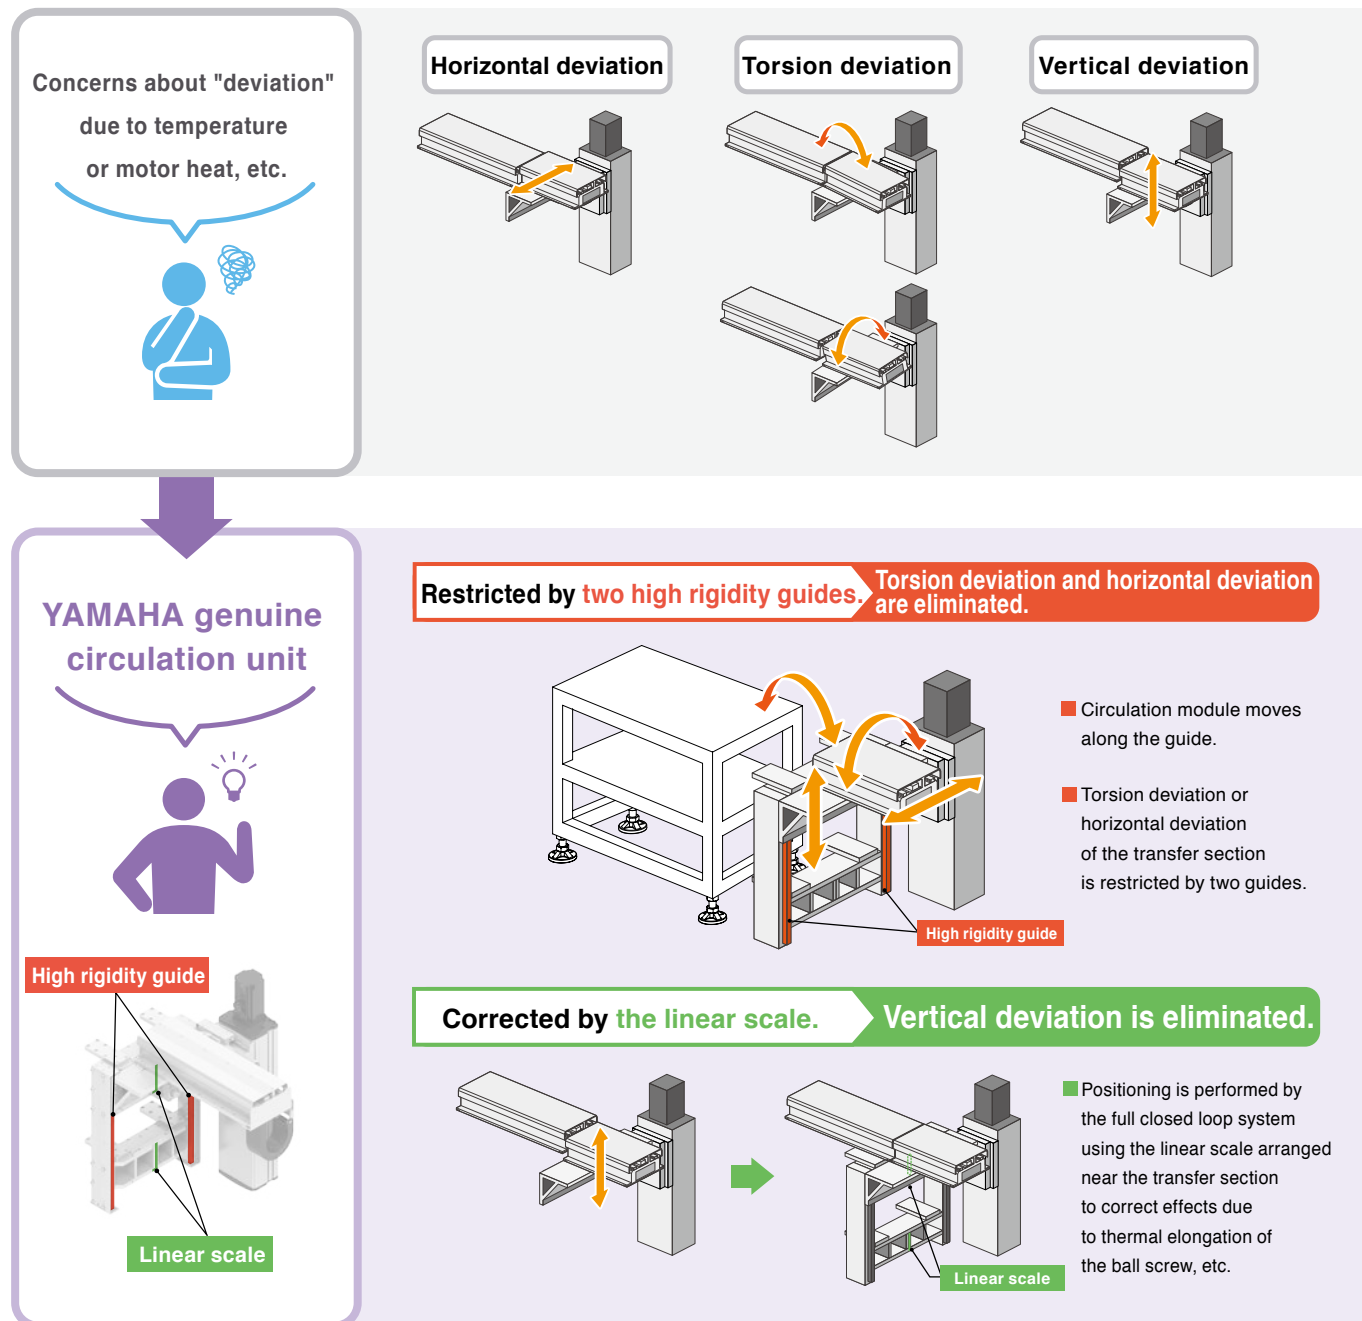 Concerns about "deviation"
due to temperature
or motor heat, etc.
Horizontal deviation
Torsion deviation
Vertical deviation
YAMAHA genuine
circulation unit
High rigidity guide
Linear scale
Restricted by two high rigidity guides.
Torsion deviation and horizontal deviation
are eliminated.
Circulation module moves
along the guide.
Torsion deviation or
horizontal deviation
of the transfer section
is restricted by two guides.
High rigidity guide
Corrected by the linear scale.
Vertical deviation is eliminated.
Positioning is performed by
the full closed loop system
using the linear scale arranged
near the transfer section
to correct effects due
to thermal elongation of
the ball screw, etc.
Linear scale